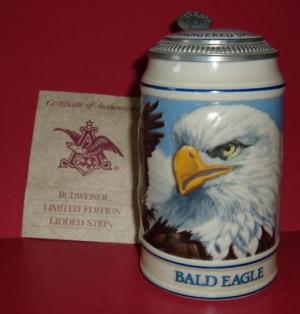 Certificate of Authenticity
BUDWEISER
LIMITED EDITION
LIDDED STEIN
BALD EAGLE